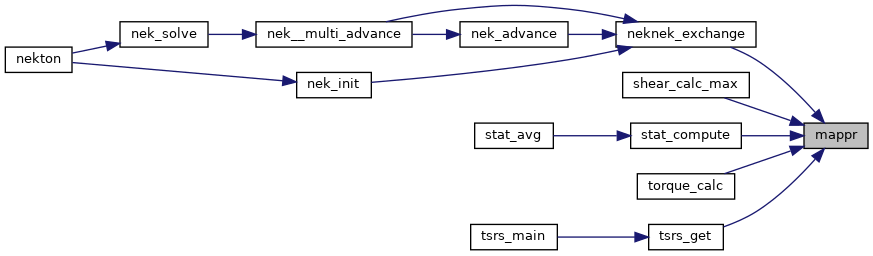 nek_solve
nek__multi_advance
nek_advance
neknek_exchange
nekton
nek_init
shear_calc_max
stat_avg
stat_compute
mappr
torque_calc
tsrs_main
tsrs_get